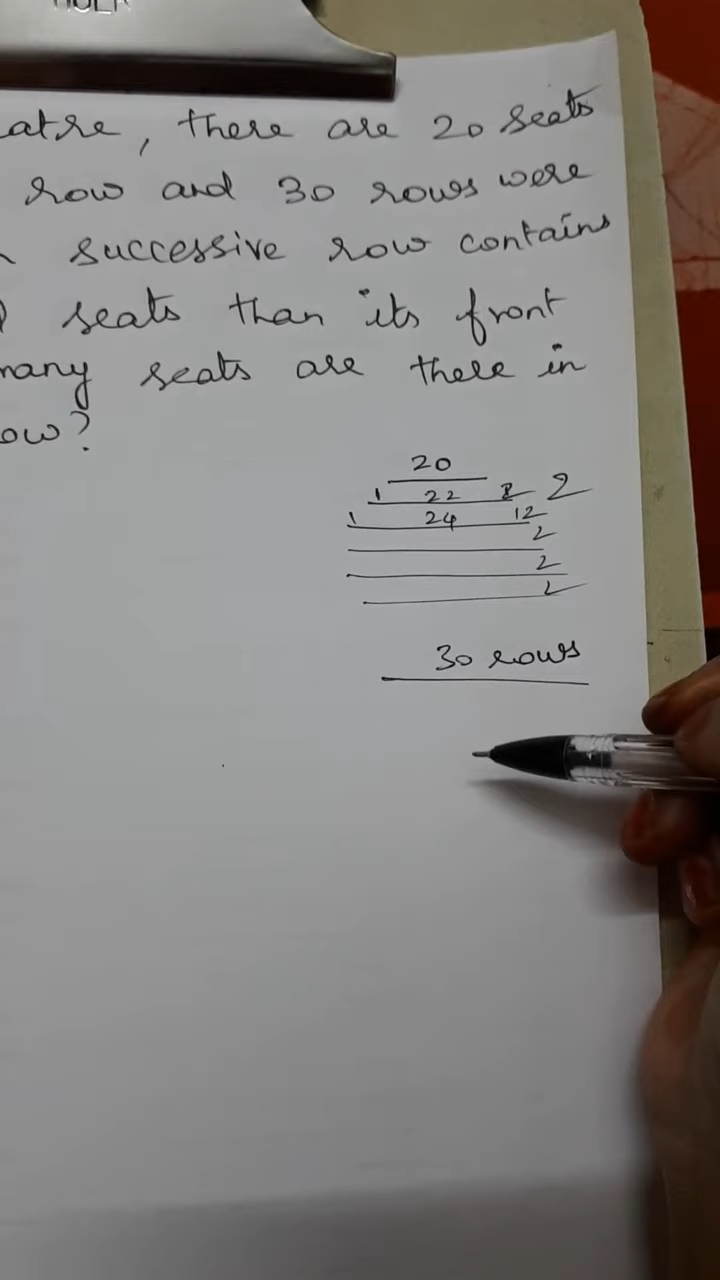 atre, there are 20 seats
row and 30 rows were
successive row contains
seats than its front
many seats are there in
ow?
20
1 22 2
1 24 12
2
2
2
30 rows